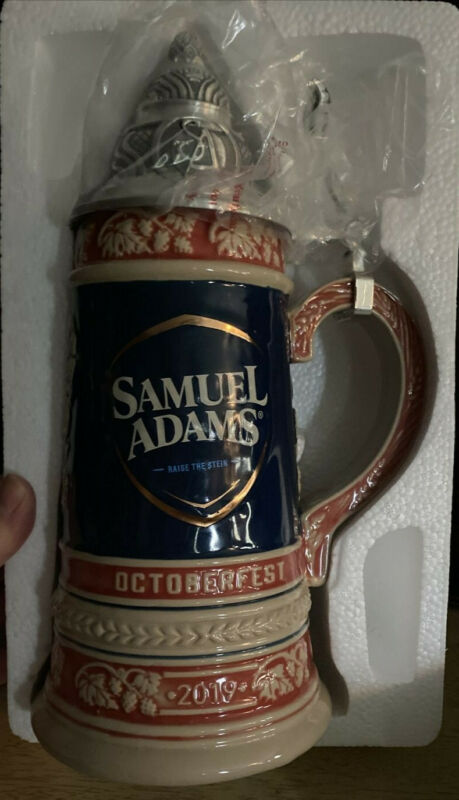 SAMUEL
ADAMS®
RAISE THE STEIN
OCTOBERFEST
·2019·